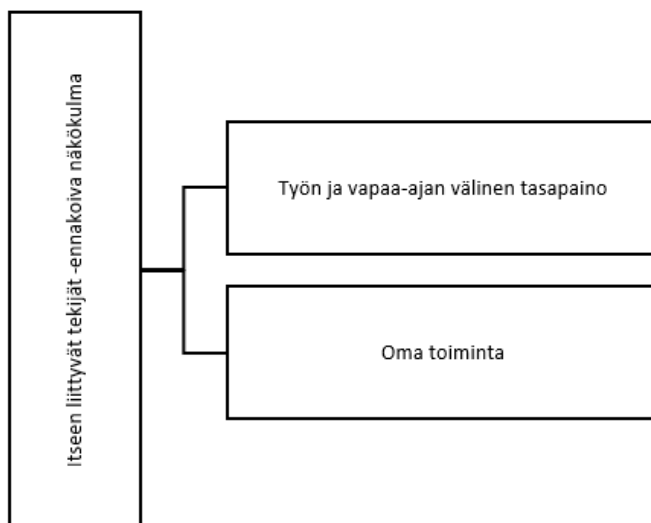 Itseen liittyvät tekijät -ennakoiva näkökulma
Työn ja vapaa-ajan välinen tasapaino
Oma toiminta